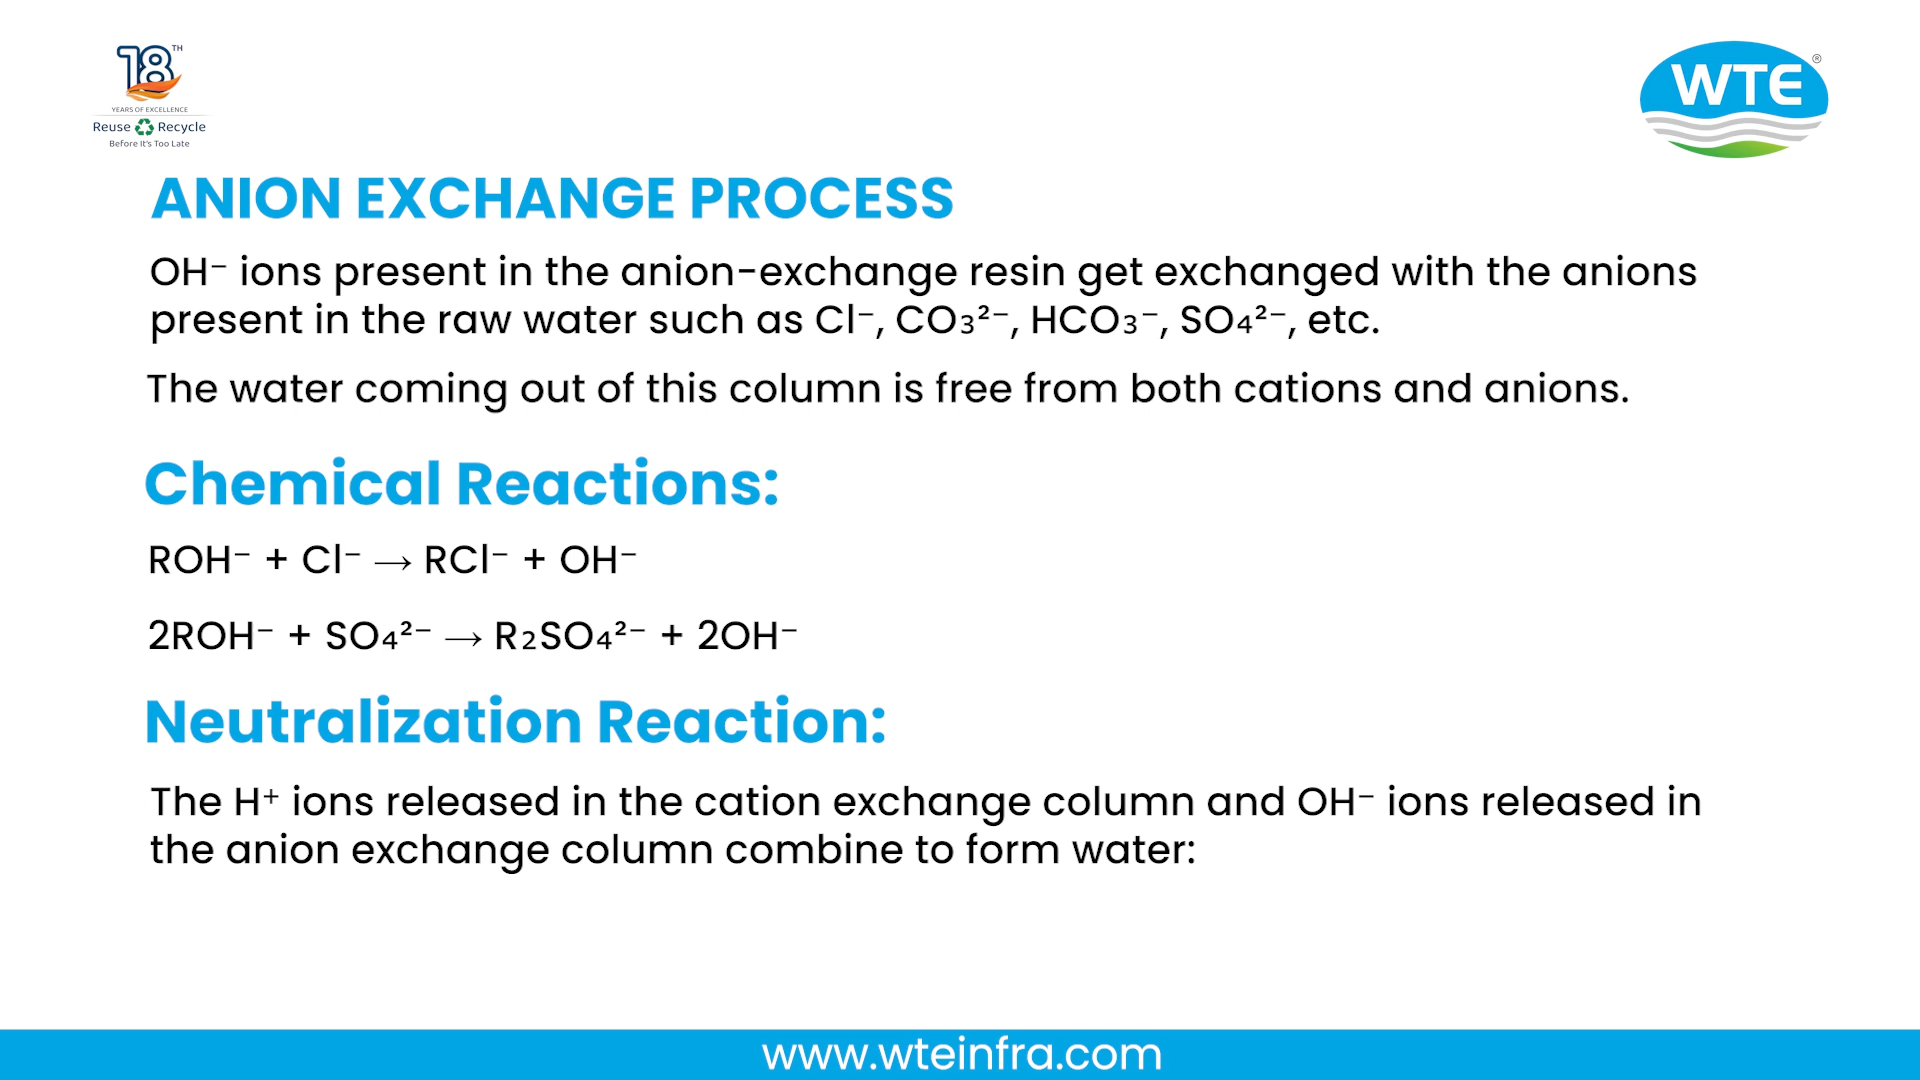 18TH
YEARS OF EXCELLENCE
Reuse Recycle
Before It's Too Late
WTE®
ANION EXCHANGE PROCESS
OH⁻ ions present in the anion-exchange resin get exchanged with the anions
present in the raw water such as Cl⁻, CO₃²⁻, HCO₃⁻, SO₄²⁻, etc.
The water coming out of this column is free from both cations and anions.
Chemical Reactions:
ROH⁻ + Cl⁻ → RCl⁻ + OH⁻
2ROH⁻ + SO₄²⁻ → R₂SO₄²⁻ + 2OH⁻
Neutralization Reaction:
The H⁺ ions released in the cation exchange column and OH⁻ ions released in
the anion exchange column combine to form water:
www.wteinfra.com